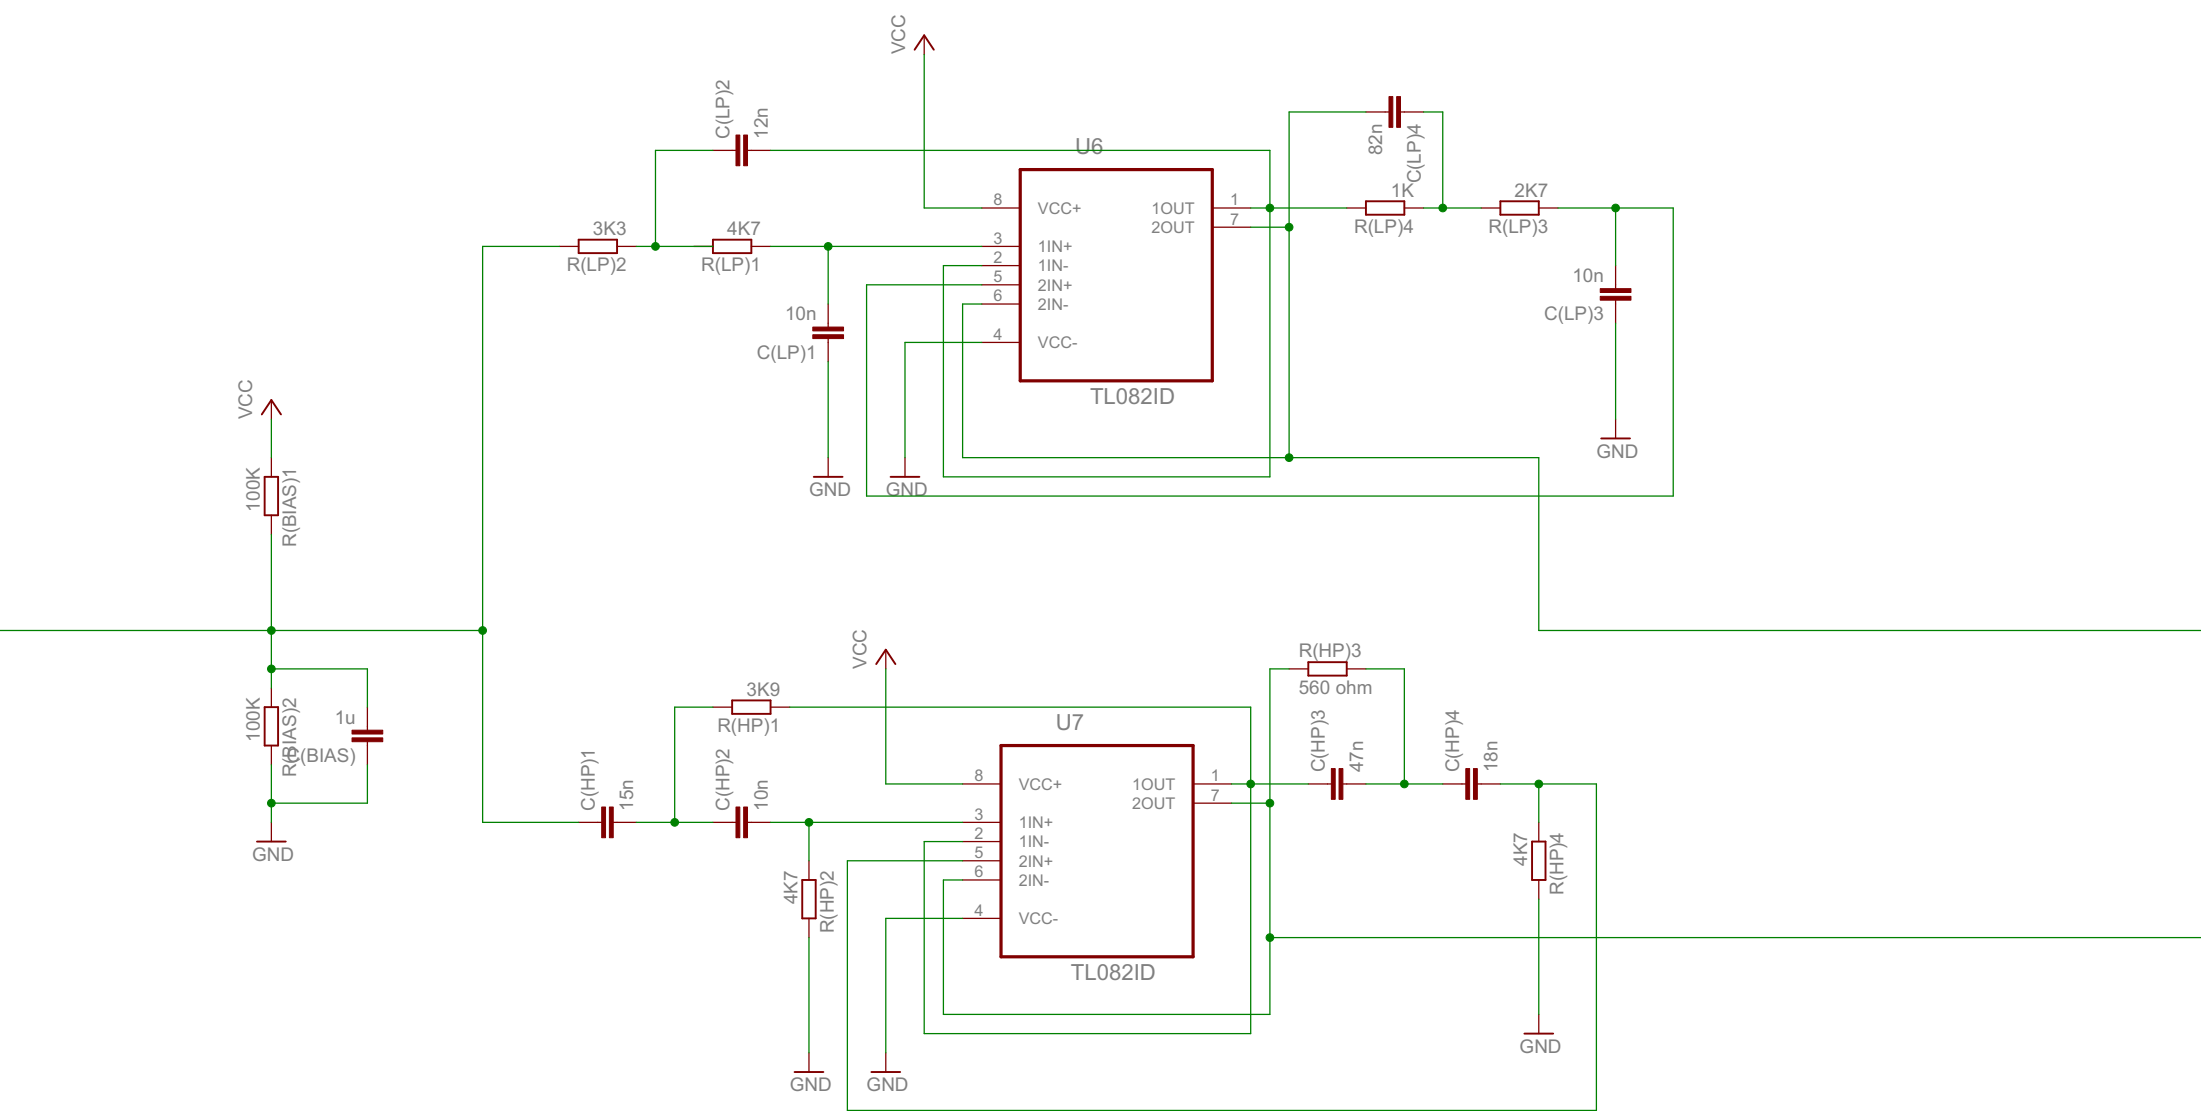 VCC
C(LP)2
12n
U6
82n
C(LP)4
3K3
R(LP)2
4K7
R(LP)1
8
VCC+
3
1IN+
2
1IN-
5
2IN+
6
2IN-
4
VCC-
1OUT
1
2OUT
7
TL082ID
1K
R(LP)4
2K7
R(LP)3
10n
C(LP)1
10n
C(LP)3
GND
GND
GND
VCC
100K
R(BIAS)1
100K
R(BIAS)2
1u
C(BIAS)
GND
VCC
3K9
R(HP)1
U7
R(HP)3
560 ohm
C(HP)1
15n
C(HP)2
10n
8
VCC+
3
1IN+
2
1IN-
5
2IN+
6
2IN-
4
VCC-
1OUT
1
2OUT
7
TL082ID
C(HP)3
47n
C(HP)4
18n
4K7
R(HP)2
4K7
R(HP)4
GND
GND
GND